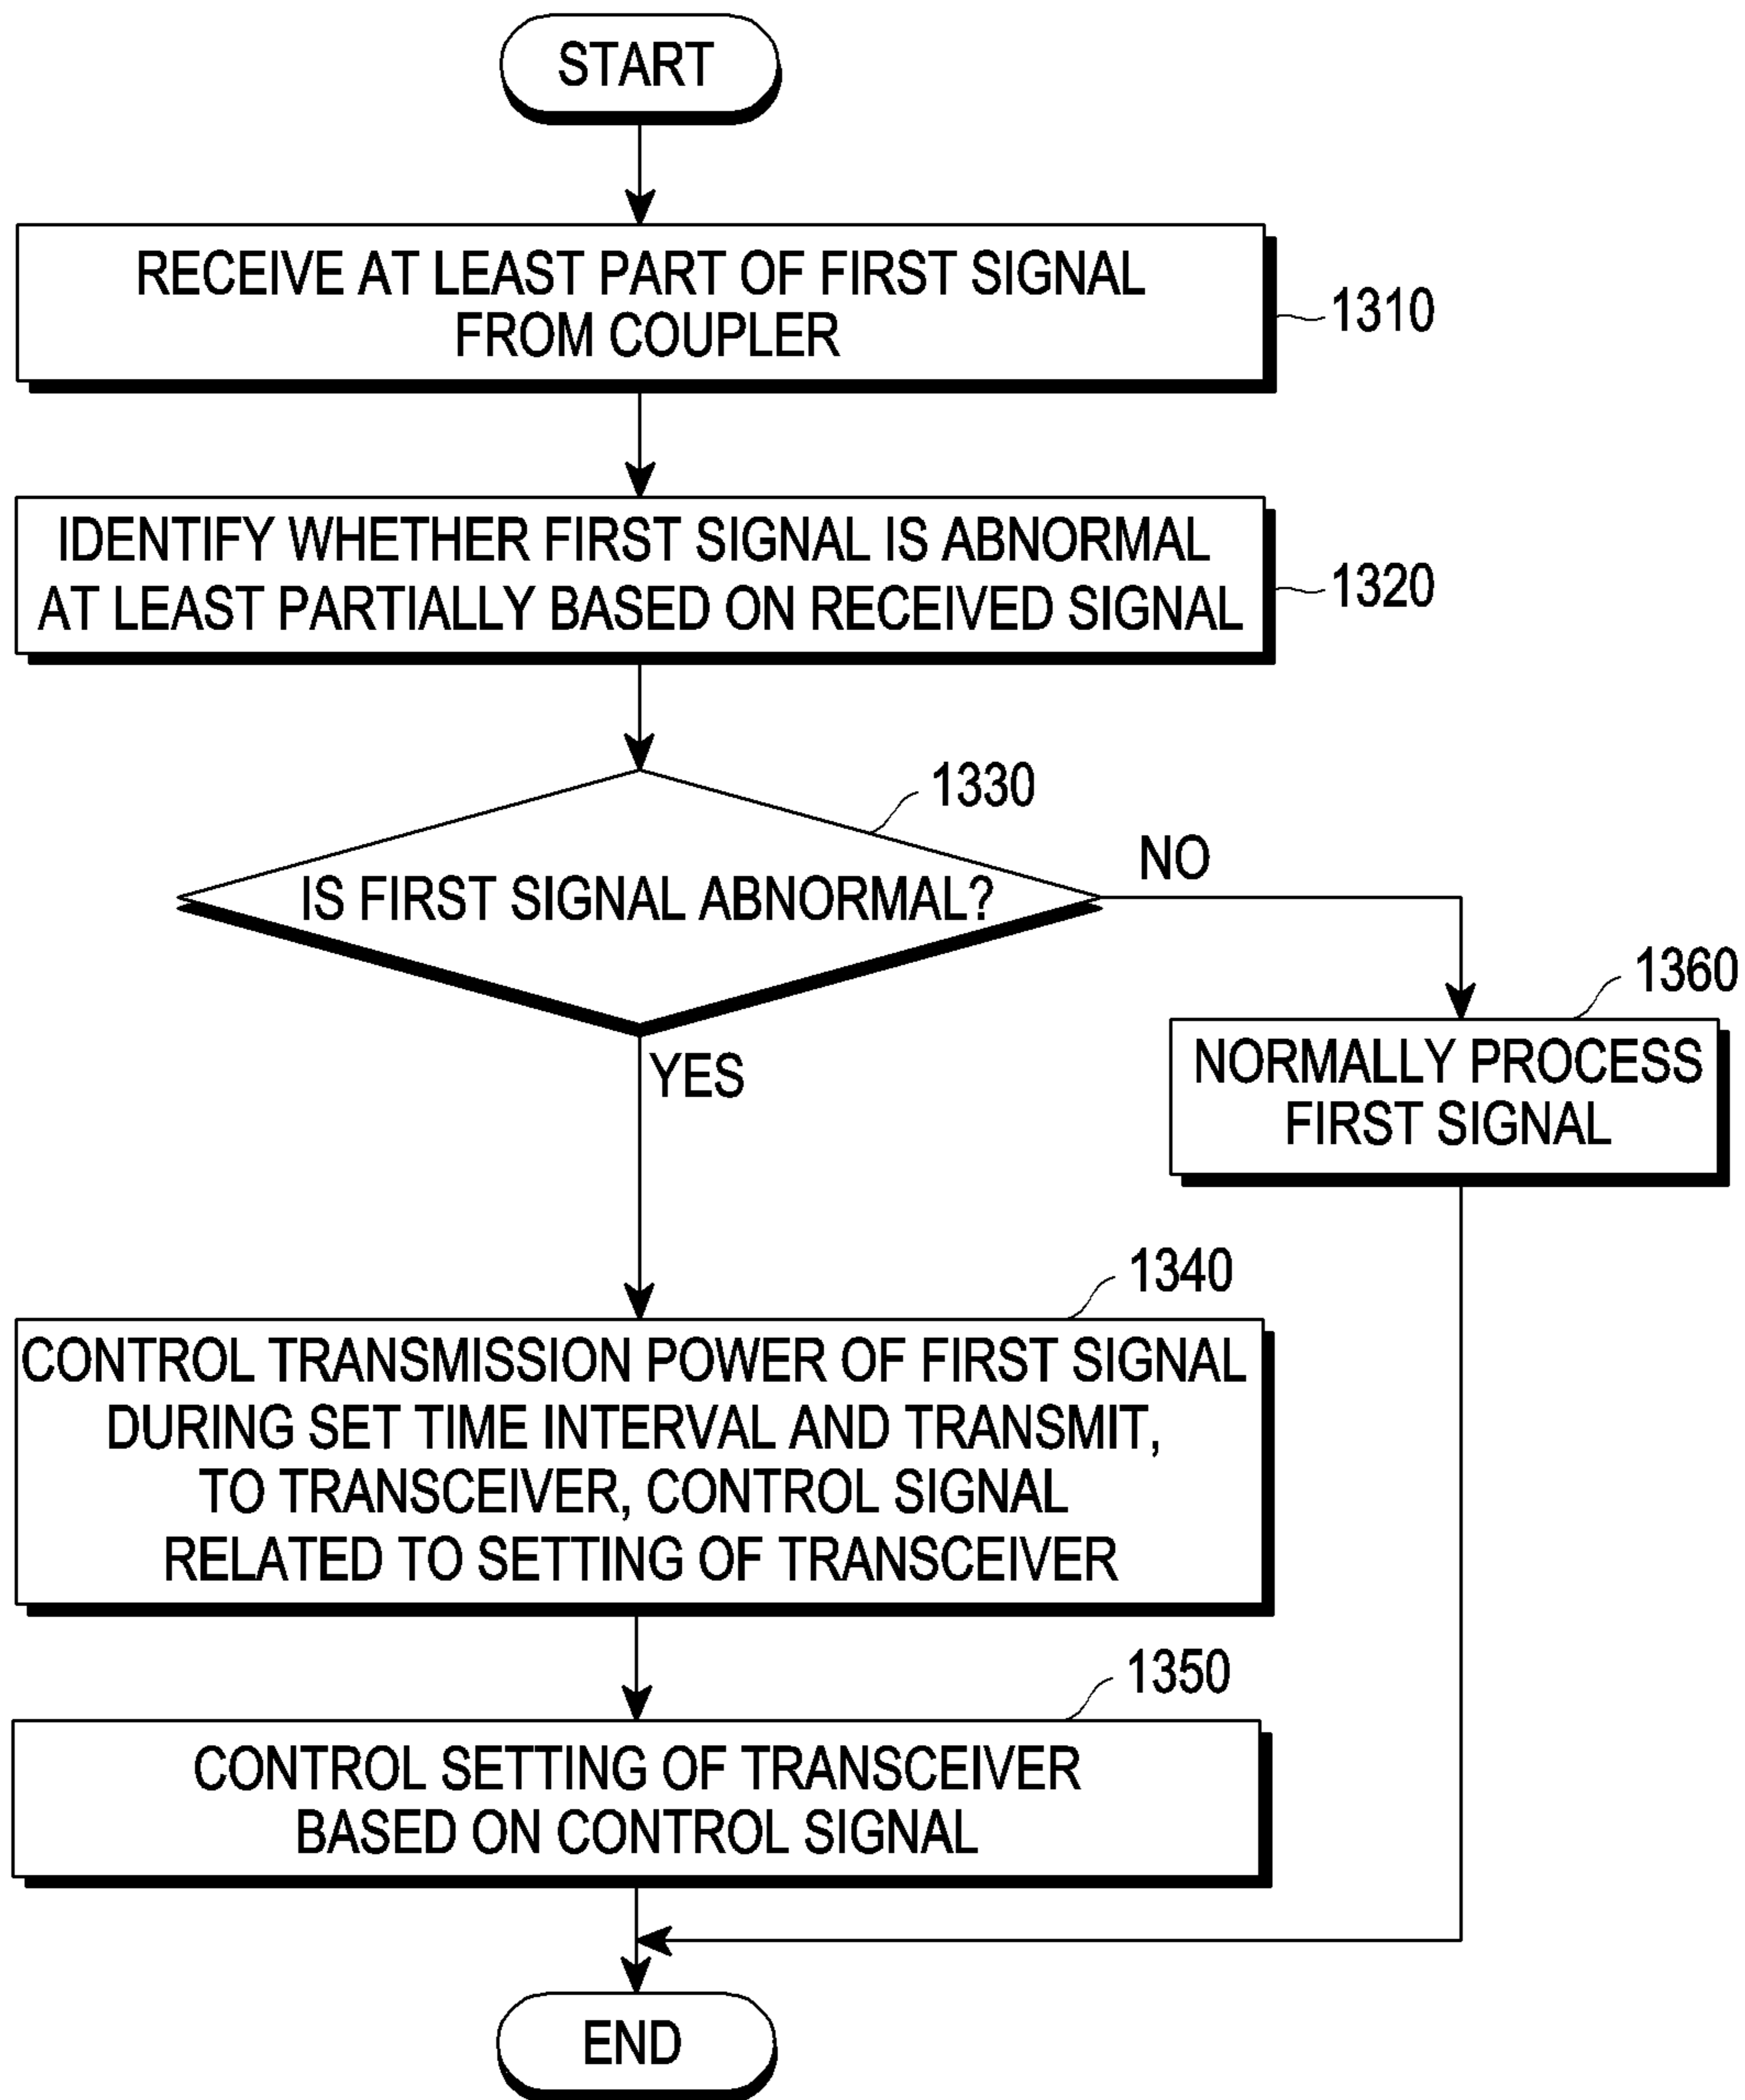 START
RECEIVE AT LEAST PART OF FIRST SIGNAL
FROM COUPLER
1310
IDENTIFY WHETHER FIRST SIGNAL IS ABNORMAL
AT LEAST PARTIALLY BASED ON RECEIVED SIGNAL
1320
1330
IS FIRST SIGNAL ABNORMAL?
NO
YES
1360
NORMALLY PROCESS
FIRST SIGNAL
1340
CONTROL TRANSMISSION POWER OF FIRST SIGNAL
DURING SET TIME INTERVAL AND TRANSMIT,
TO TRANSCEIVER, CONTROL SIGNAL
RELATED TO SETTING OF TRANSCEIVER
1350
CONTROL SETTING OF TRANSCEIVER
BASED ON CONTROL SIGNAL
END